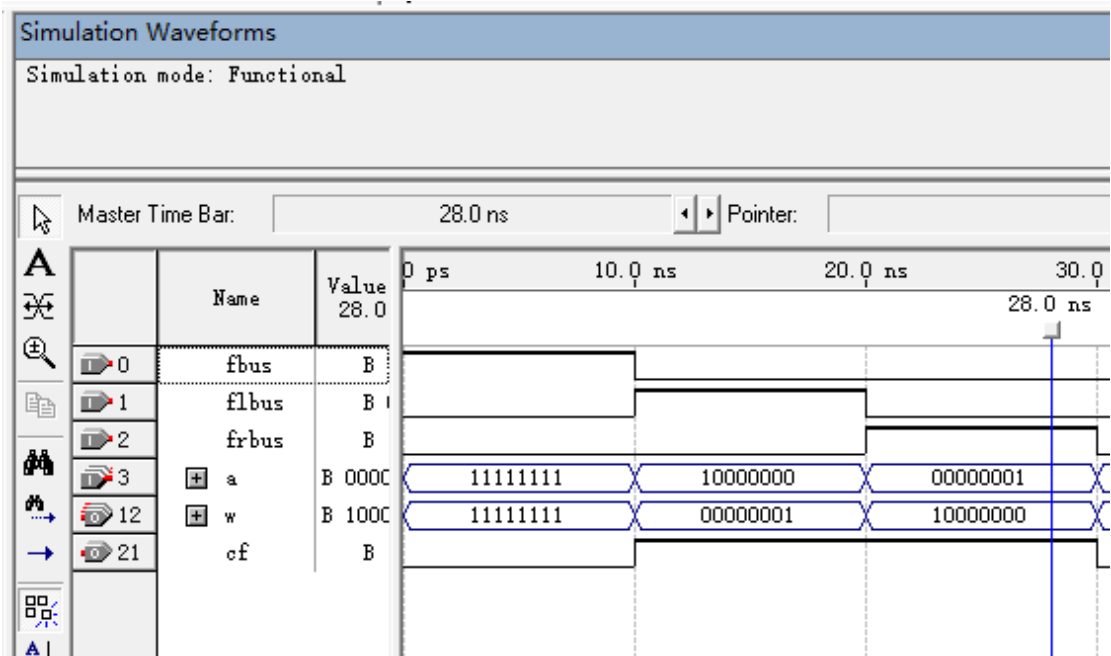 Simulation Waveforms
Simulation mode: Functional
Master Time Bar: 28.0 ns Pointer:
A
Name Value 28.0
0 ps 10.0 ns 20.0 ns 30.0
28.0 ns
0 fbus B
1 flbus B
2 frbus B
3 a B 0000 11111111 10000000 00000001
12 w B 1000 11111111 00000001 10000000
21 cf B